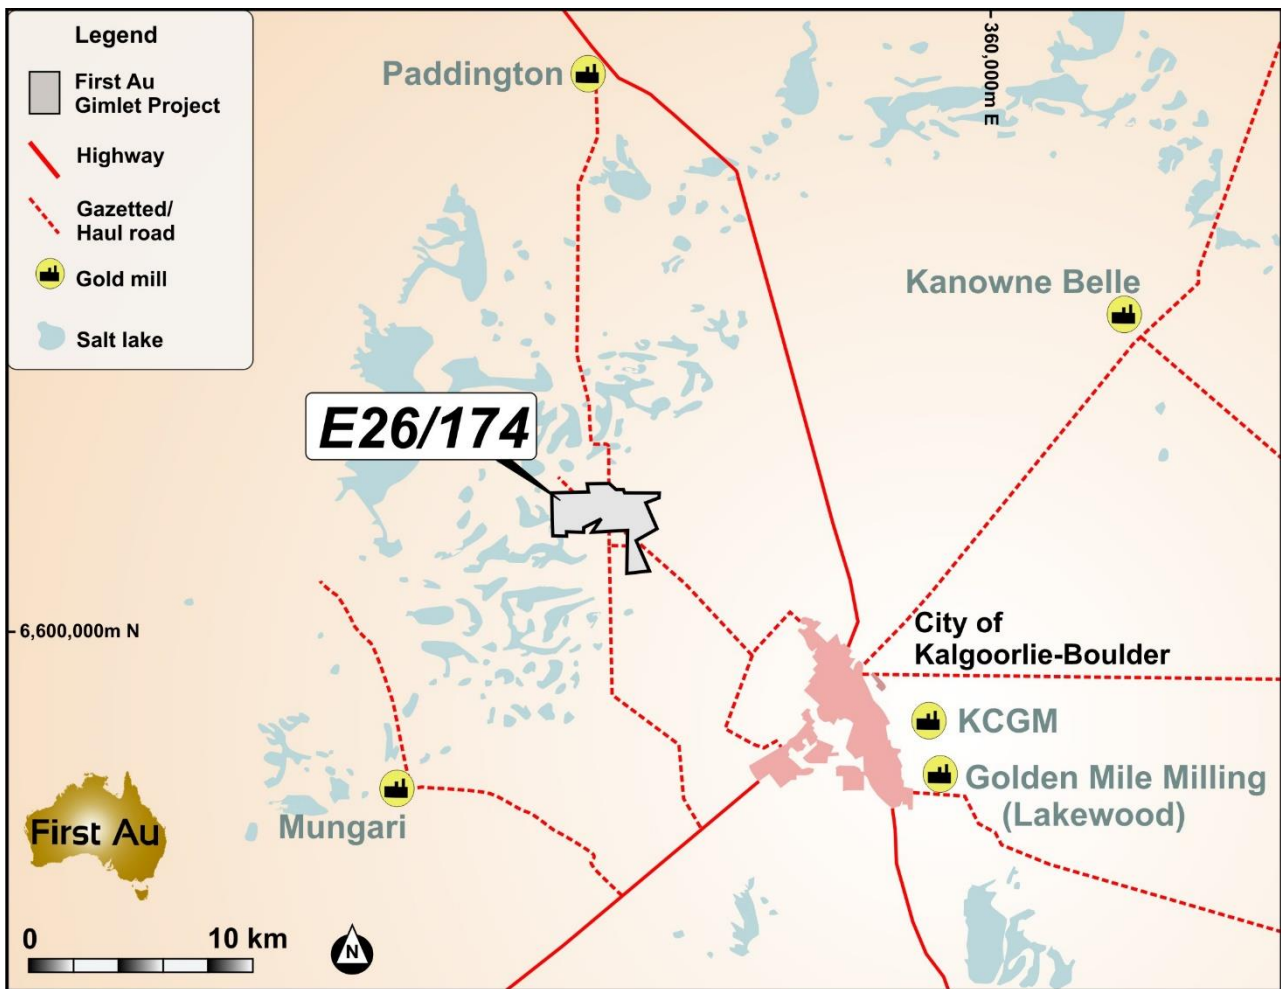 Legend
First Au
Gimlet Project
Highway
Gazetted/
Haul road
Gold mill
Salt lake
Paddington
360,000m E
Kanowne Belle
E26/174
6,600,000m N
City of
Kalgoorlie-Boulder
KCGM
Golden Mile Milling
(Lakewood)
Mungari
First Au
0 10 km
N